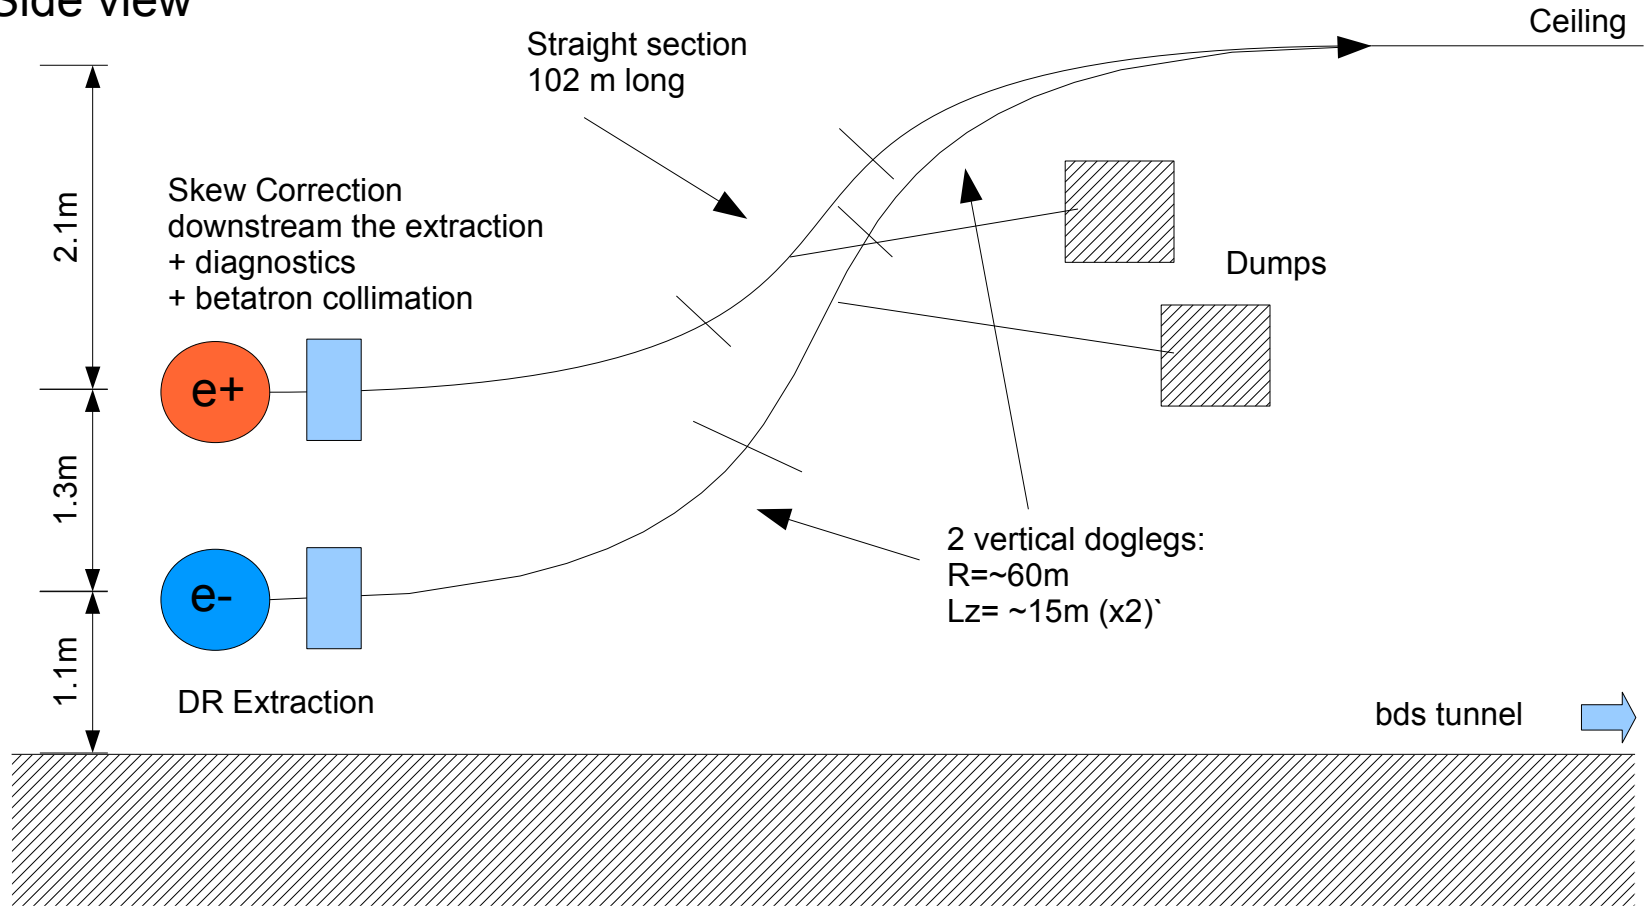 Side view
Ceiling
Straight section
102 m long
Skew Correction
downstream the extraction
+ diagnostics
+ betatron collimation
2.1m
Dumps
e+
1.3m
2 vertical doglegs:
R=~60m
Lz= ~15m (x2)`
e-
1.1m
DR Extraction
bds tunnel